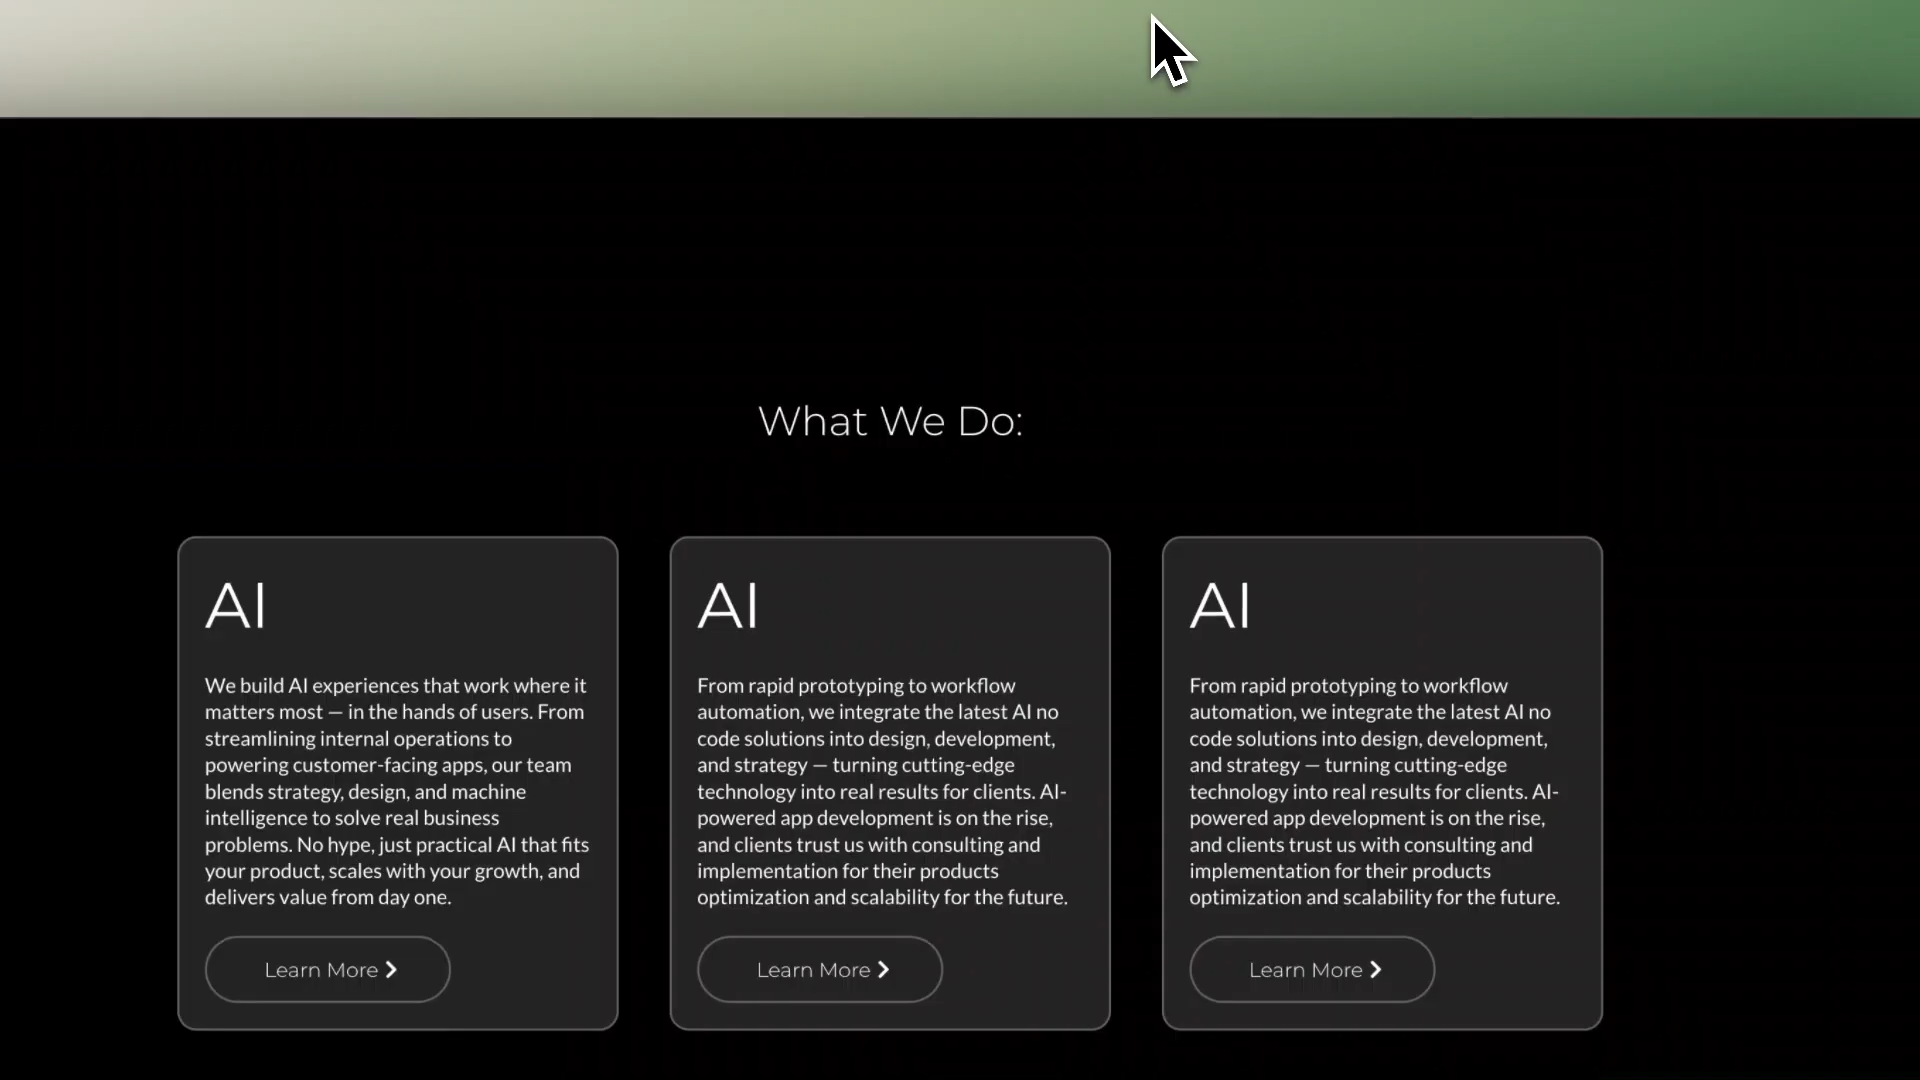 What We Do:
AI
We build AI experiences that work where it
matters most — in the hands of users. From
streamlining internal operations to
powering customer-facing apps, our team
blends strategy, design, and machine
intelligence to solve real business
problems. No hype, just practical AI that fits
your product, scales with your growth, and
delivers value from day one.
Learn More
AI
From rapid prototyping to workflow
automation, we integrate the latest AI no
code solutions into design, development,
and strategy — turning cutting-edge
technology into real results for clients. AI-
powered app development is on the rise,
and clients trust us with consulting and
implementation for their products
optimization and scalability for the future.
Learn More
AI
From rapid prototyping to workflow
automation, we integrate the latest AI no
code solutions into design, development,
and strategy — turning cutting-edge
technology into real results for clients. AI-
powered app development is on the rise,
and clients trust us with consulting and
implementation for their products
optimization and scalability for the future.
Learn More